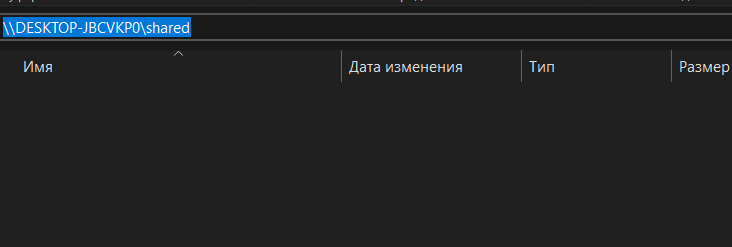 \\DESKTOP-JBCVKP0\shared
Имя
Дата изменения
Тип
Размер